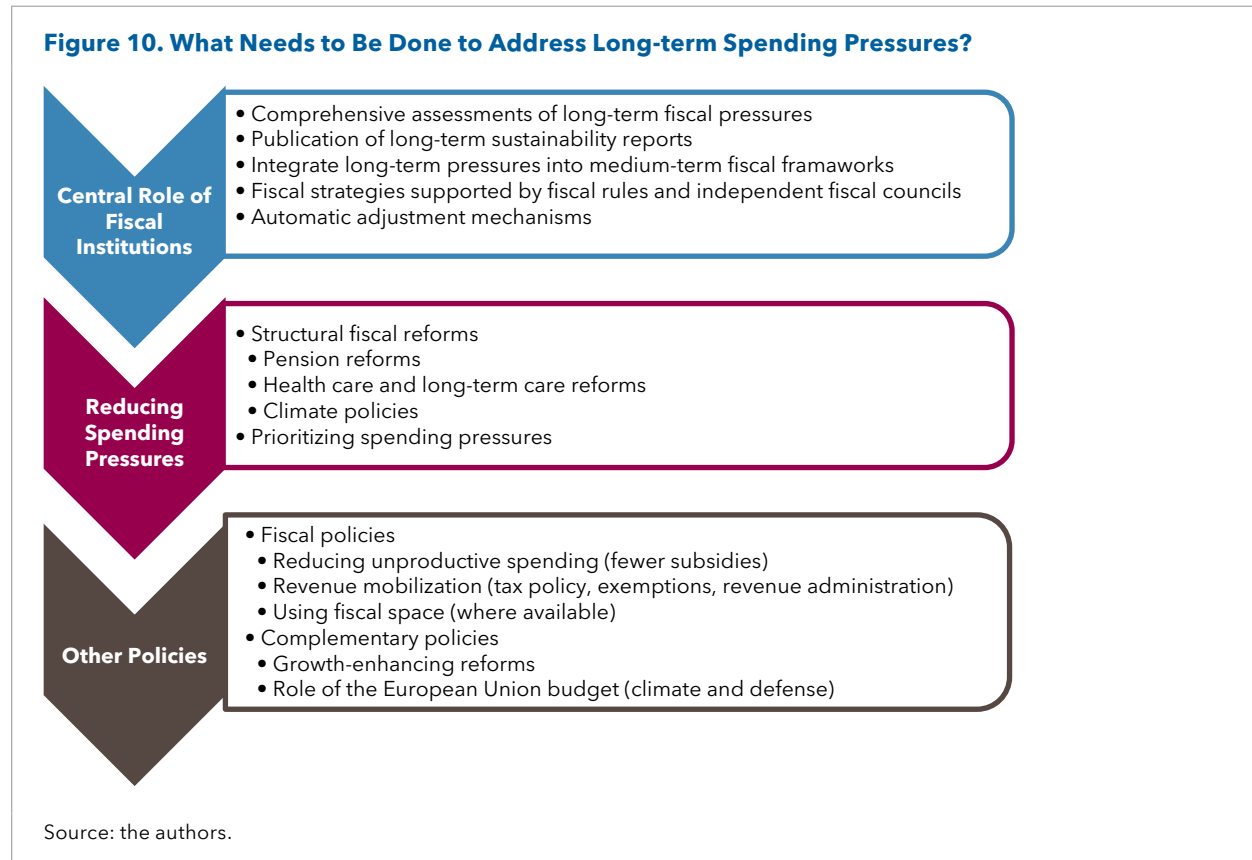 Figure 10. What Needs to Be Done to Address Long-term Spending Pressures?
Central Role of
Fiscal
Institutions
• Comprehensive assessments of long-term fiscal pressures
• Publication of long-term sustainability reports
• Integrate long-term pressures into medium-term fiscal framaworks
• Fiscal strategies supported by fiscal rules and independent fiscal councils
• Automatic adjustment mechanisms
Reducing
Spending
Pressures
• Structural fiscal reforms
• Pension reforms
• Health care and long-term care reforms
• Climate policies
• Prioritizing spending pressures
Other Policies
• Fiscal policies
• Reducing unproductive spending (fewer subsidies)
• Revenue mobilization (tax policy, exemptions, revenue administration)
• Using fiscal space (where available)
• Complementary policies
• Growth-enhancing reforms
• Role of the European Union budget (climate and defense)
Source: the authors.